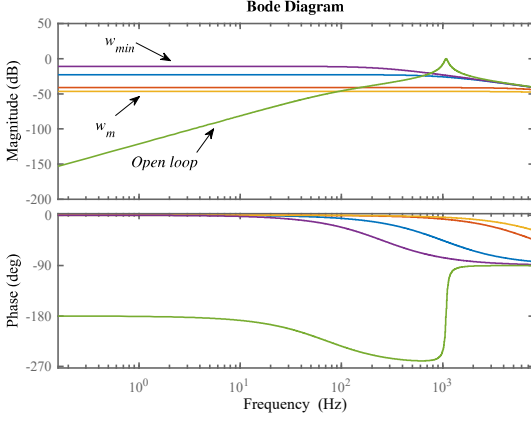 Bode Diagram
50
0
-50
-100
-150
-200
Magnitude (dB)
w_min
w_m
Open loop
0
-90
-180
-270
Phase (deg)
10^0
10^1
10^2
10^3
Frequency (Hz)